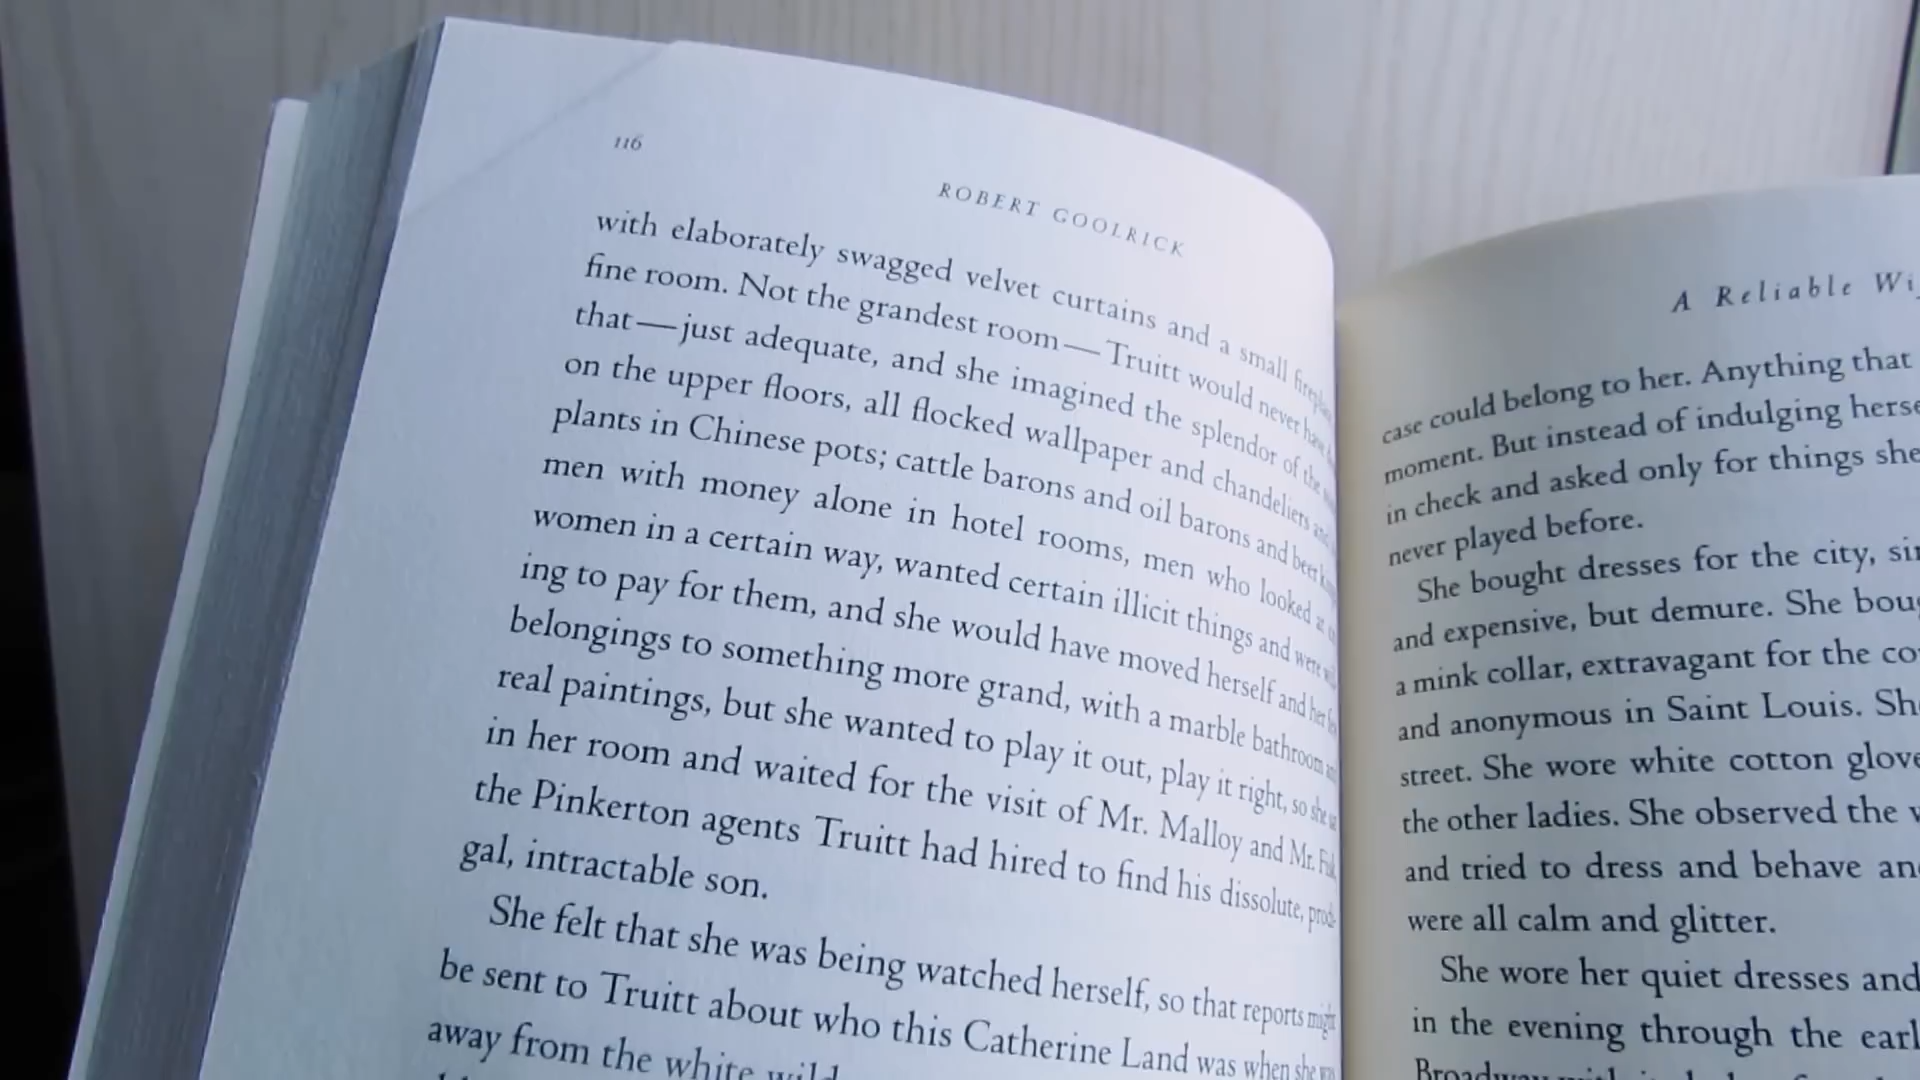 116
ROBERT GOOLRICK
with elaborately swagged velvet curtains and a small
fine room. Not the grandest room—Truitt would never
that—just adequate, and she imagined the splendor of the
on the upper floors, all flocked wallpaper and chandeliers
plants in Chinese pots; cattle barons and oil barons and beer
men with money alone in hotel rooms, men who looked at
women in a certain way, wanted certain illicit things and were
ing to pay for them, and she would have moved herself and her
belongings to something more grand, with a marble bathroom
real paintings, but she wanted to play it out, play it right, so she
in her room and waited for the visit of Mr. Malloy and Mr.
the Pinkerton agents Truitt had hired to find his dissolute, prod-
gal, intractable son.
She felt that she was being watched herself, so that reports might
be sent to Truitt about who this Catherine Land was when she
away from the white
A Reliable
case could belong to her. Anything that
moment. But instead of indulging
in check and asked only for things she
never played before.
She bought dresses for the city,
and expensive, but demure. She
a mink collar, extravagant for the
and anonymous in Saint Louis.
street. She wore white cotton
the other ladies. She observed the
and tried to dress and behave
were all calm and glitter.
She wore her quiet dresses and
in the evening through the